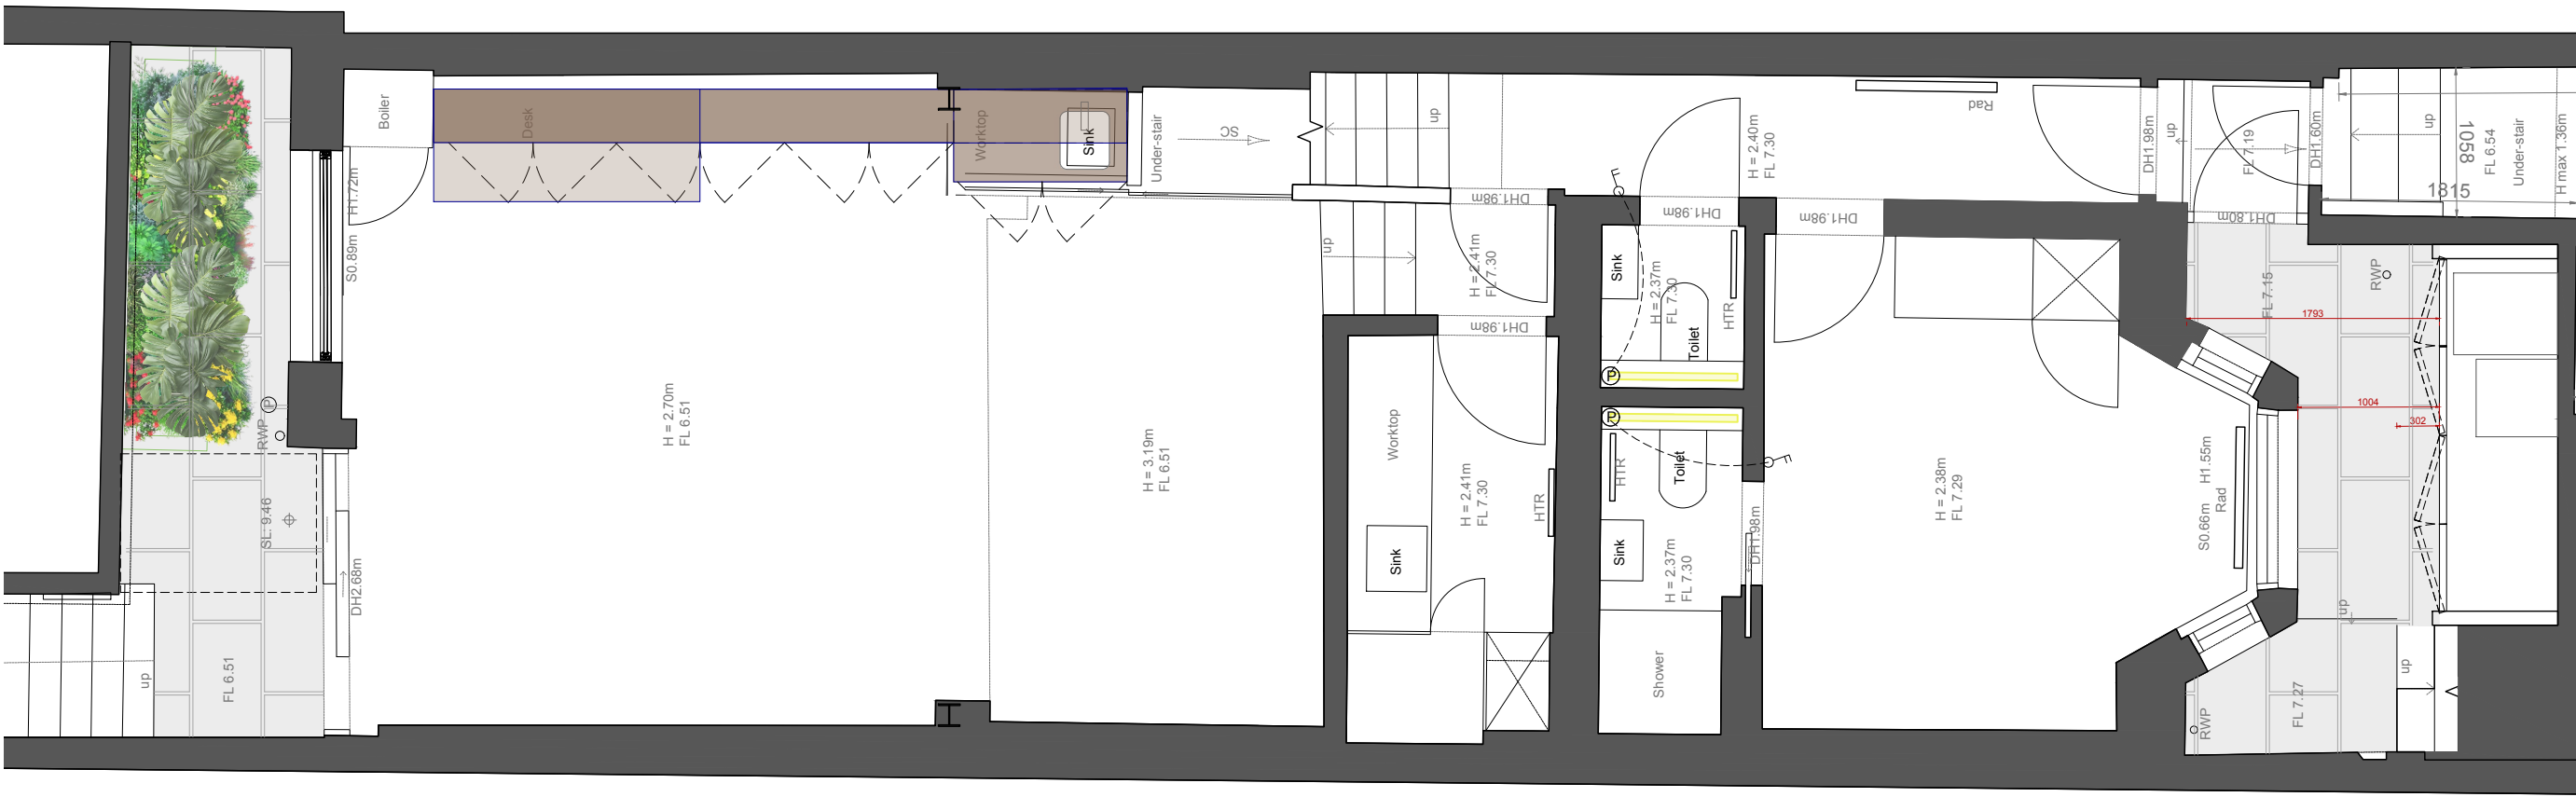 Boiler
H1.72m
S0.89m
Desk
Worktop
Sink
Under-stair
SC
up
up
DH1.98m
H = 2.41m
FL 7.30
DH1.98m
H = 2.70m
FL 6.51
H = 3.19m
FL 6.51
RWP
P
SL: 9.46
DH2.68m
FL 6.51
up
Worktop
Sink
H = 2.41m
FL 7.30
HTR
F
DH1.98m
Sink
H = 2.37m
FL 7.30
Toilet
HTR
P
P
HTR
Toilet
F
Sink
H = 2.37m
FL 7.30
DH1.98m
Shower
H = 2.40m
FL 7.30
Rad
DH1.98m
DH1.98m
up
FL 7.19
DH1.60m
DH1.80m
up
1058
FL 6.54
Under-stair
H max 1.36m
1815
FL 7.15
RWP
1793
1004
302
H = 2.38m
FL 7.29
S0.66m H1.55m
Rad
up
up
FL 7.27
RWP